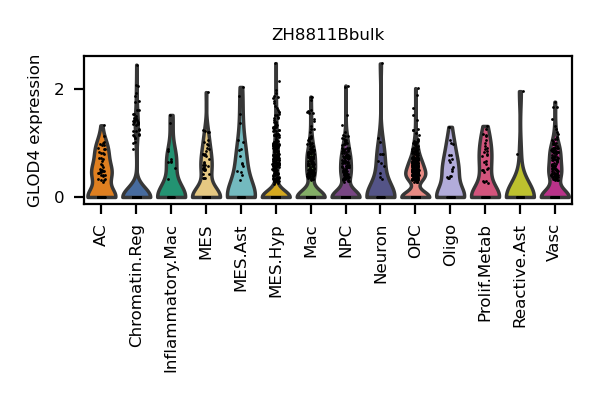 ZH8811Bbulk
GLOD4 expression
2
0
AC
Chromatin.Reg
Inflammatory.Mac
MES
MES.Ast
MES.Hyp
Mac
NPC
Neuron
OPC
Oligo
Prolif.Metab
Reactive.Ast
Vasc